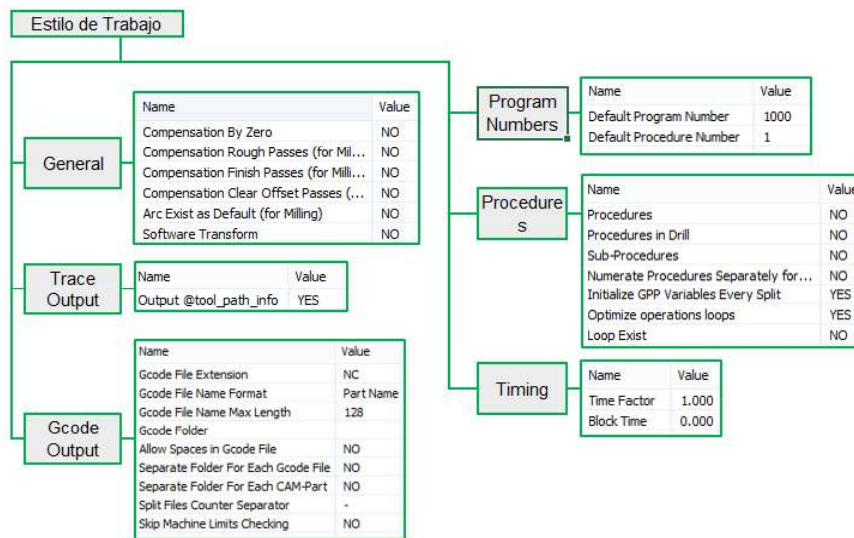 Estilo de Trabajo
General
Name Value
Compensation By Zero NO
Compensation Rough Passes (for Mil... NO
Compensation Finish Passes (for Milli... NO
Compensation Clear Offset Passes (... NO
Arc Exist as Default (for Milling) NO
Software Transform NO
Trace
Output
Name Value
Output @tool_path_info YES
Gcode
Output
Name Value
Gcode File Extension NC
Gcode File Name Format Part Name
Gcode File Name Max Length 128
Gcode Folder
Allow Spaces in Gcode File NO
Separate Folder For Each Gcode File NO
Separate Folder For Each CAM-Part NO
Split Files Counter Separator -
Skip Machine Limits Checking NO
Program
Numbers
Name Value
Default Program Number 1000
Default Procedure Number 1
Procedure
s
Name Value
Procedures NO
Procedures in Drill NO
Sub-Procedures NO
Numerate Procedures Separately for... NO
Initialize GPP Variables Every Split YES
Optimize operations loops YES
Loop Exist NO
Timing
Name Value
Time Factor 1.000
Block Time 0.000